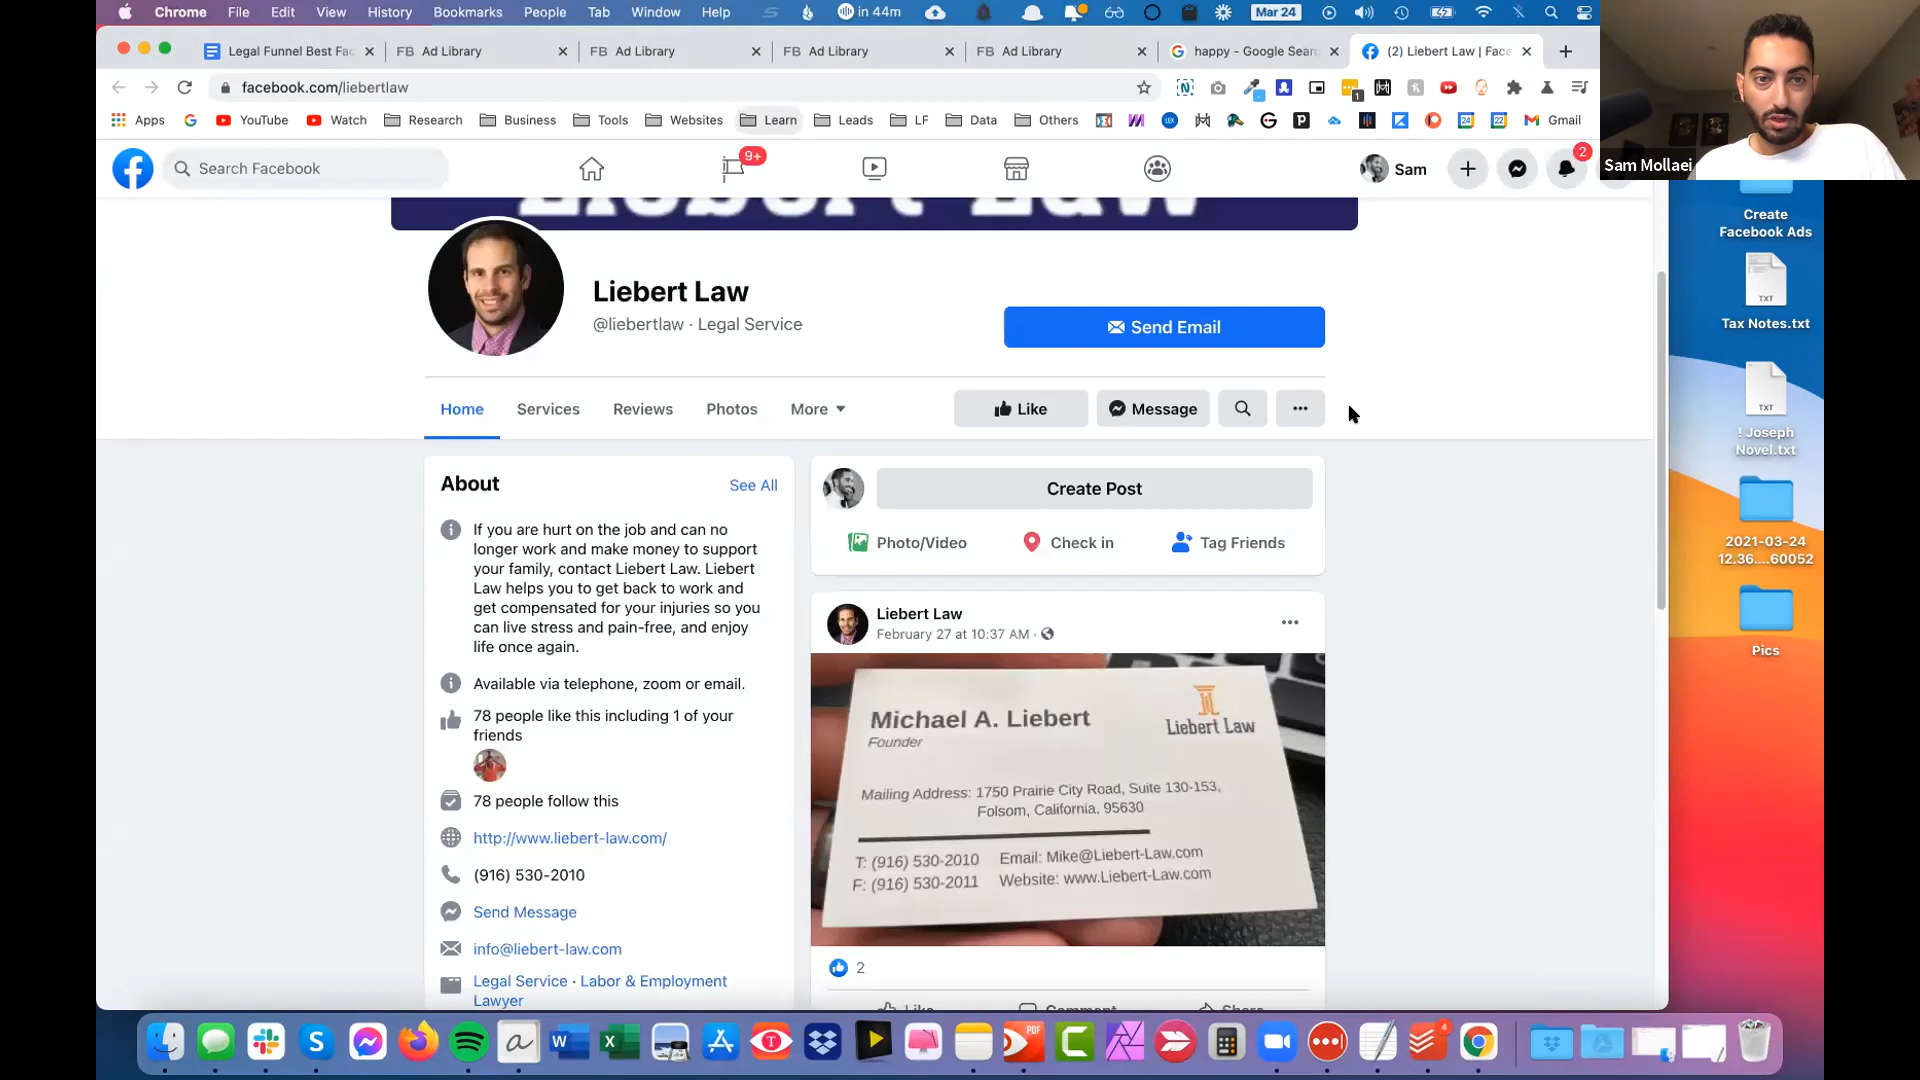 Chrome File Edit View History Bookmarks People Tab Window Help in 44m Mar 24
Legal Funnel Best Fac
FB Ad Library
FB Ad Library
FB Ad Library
FB Ad Library
happy - Google Sear
(2) Liebert Law | Face
facebook.com/liebertlaw
Apps YouTube Watch Research Business Tools Websites Learn Leads LF Data Others Gmail
Search Facebook
9+
Sam
2
Sam Mollaei
Liebert Law
Liebert Law
@liebertlaw · Legal Service
Send Email
Home Services Reviews Photos More
Like Message
About See All
If you are hurt on the job and can no
longer work and make money to support
your family, contact Liebert Law. Liebert
Law helps you to get back to work and
get compensated for your injuries so you
can live stress and pain-free, and enjoy
life once again.
Available via telephone, zoom or email.
78 people like this including 1 of your
friends
78 people follow this
http://www.liebert-law.com/
(916) 530-2010
Send Message
info@liebert-law.com
Legal Service · Labor & Employment
Lawyer
Create Post
Photo/Video Check in Tag Friends
Liebert Law
February 27 at 10:37 AM ·
Michael A. Liebert
Founder
Liebert Law
Mailing Address: 1750 Prairie City Road, Suite 130-153,
Folsom, California, 95630
T: (916) 530-2010 Email: Mike@Liebert-Law.com
F: (916) 530-2011 Website: www.Liebert-Law.com
2
Like Comment Share
Create
Facebook Ads
TXT
Tax Notes.txt
TXT
! Joseph
Novel.txt
2021-03-24
12.36....60052
Pics
PDF
4